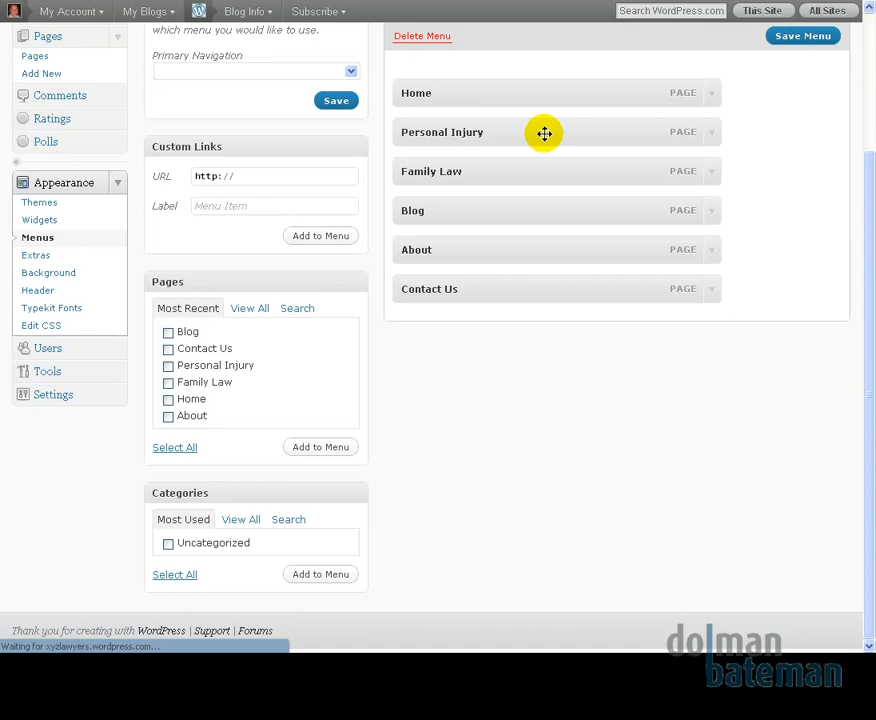 My Account
My Blogs
Blog Info
Subscribe
Search WordPress.com
This Site
All Sites
Pages
Pages
Add New
Comments
Ratings
Polls
Appearance
Themes
Widgets
Menus
Extras
Background
Header
Typekit Fonts
Edit CSS
Users
Tools
Settings
which menu you would like to use.
Primary Navigation
Save
Custom Links
URL http://
Label Menu Item
Add to Menu
Pages
Most Recent View All Search
Blog
Contact Us
Personal Injury
Family Law
Home
About
Select All Add to Menu
Categories
Most Used View All Search
Uncategorized
Select All Add to Menu
Delete Menu Save Menu
Home PAGE
Personal Injury PAGE
Family Law PAGE
Blog PAGE
About PAGE
Contact Us PAGE
Thank you for creating with WordPress | Support | Forums
Waiting for xyzlawyers.wordpress.com...
dolman
bateman